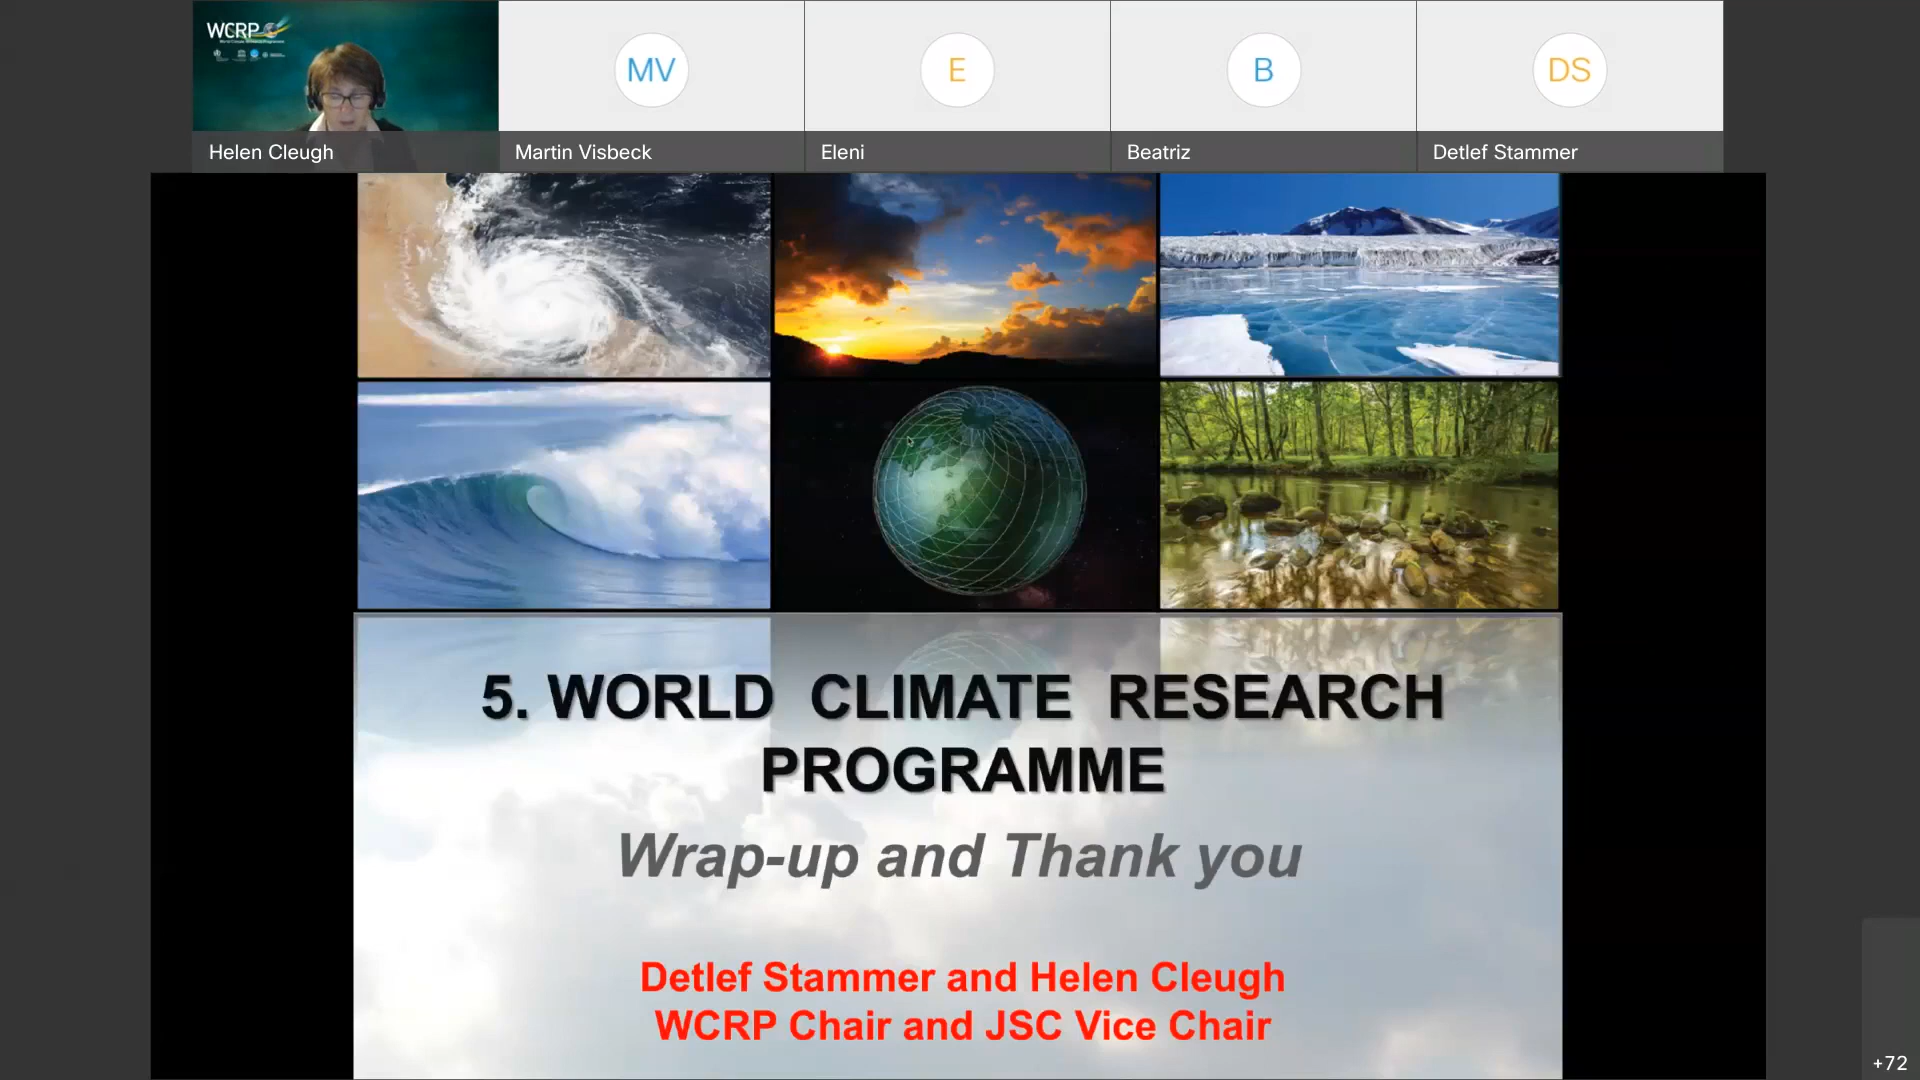 WCRP
MV
E
B
DS
Helen Cleugh
Martin Visbeck
Eleni
Beatriz
Detlef Stammer
5. WORLD CLIMATE RESEARCH
PROGRAMME
Wrap-up and Thank you
Detlef Stammer and Helen Cleugh
WCRP Chair and JSC Vice Chair
+72